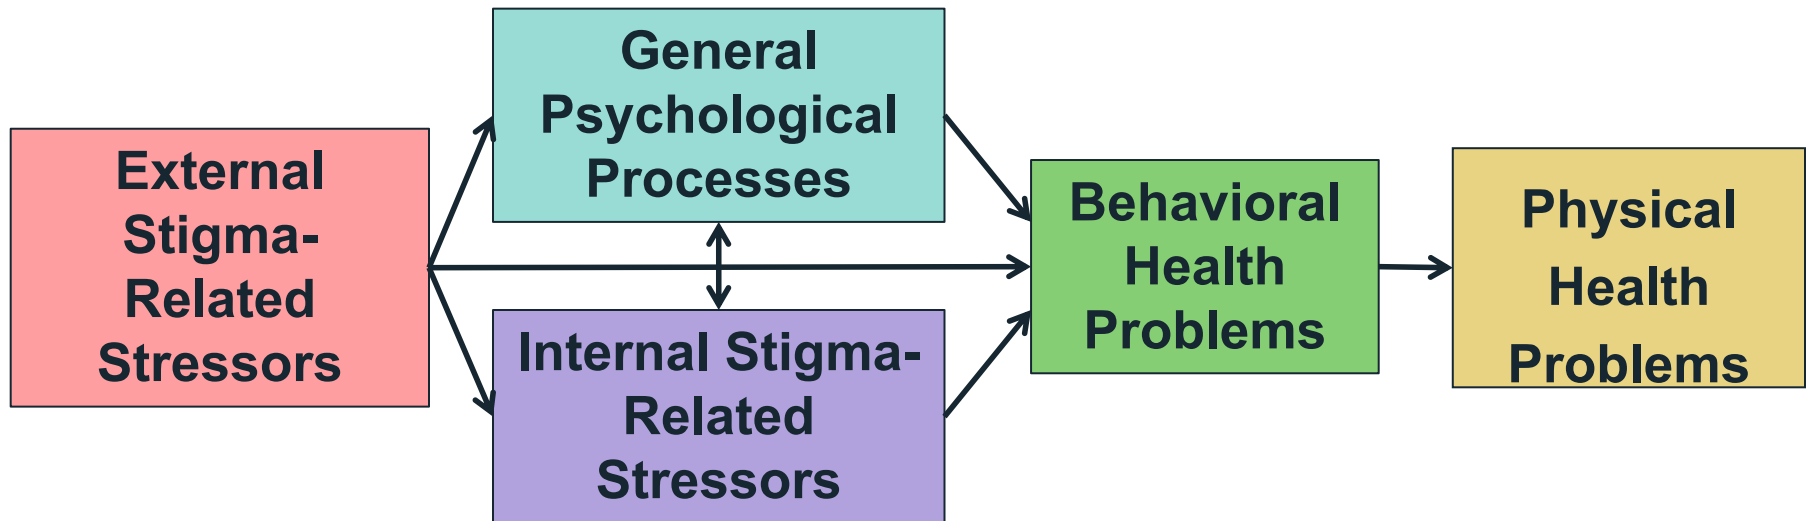 External
Stigma-
Related
Stressors
General
Psychological
Processes
Internal Stigma-
Related
Stressors
Behavioral
Health
Problems
Physical
Health
Problems